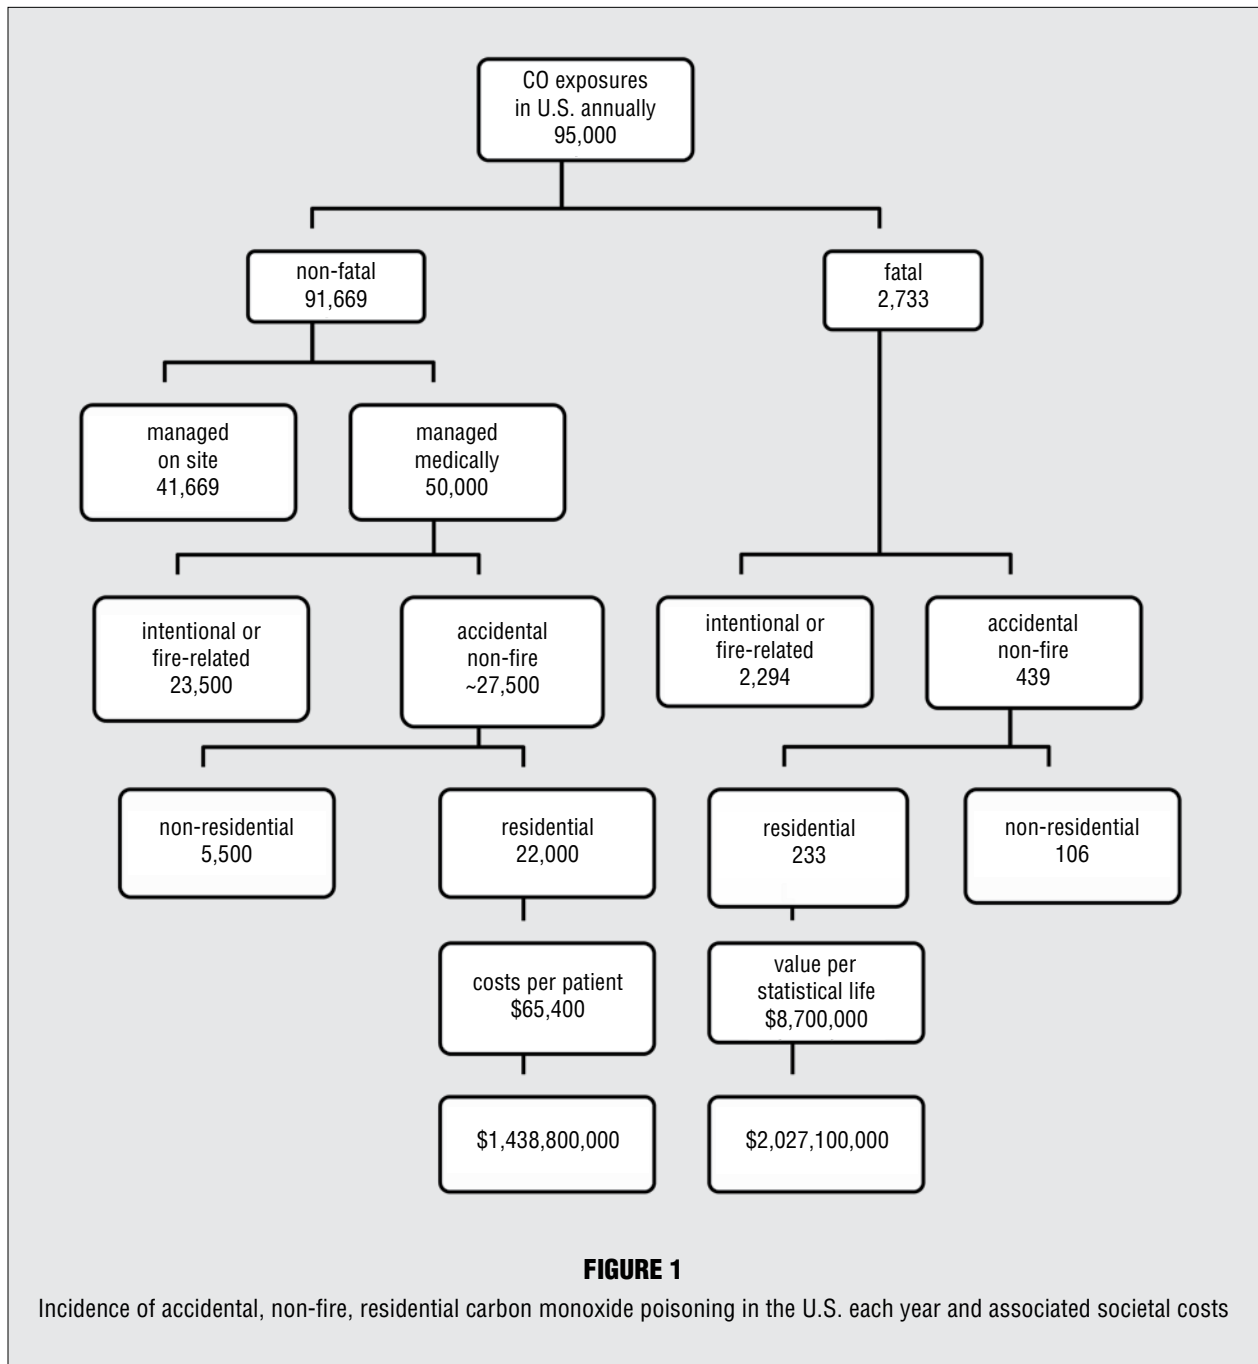 CO exposures
in U.S. annually
95,000
non-fatal
91,669
fatal
2,733
managed
on site
41,669
managed
medically
50,000
intentional or
fire-related
23,500
accidental
non-fire
~27,500
intentional or
fire-related
2,294
accidental
non-fire
439
non-residential
5,500
residential
22,000
residential
233
non-residential
106
costs per patient
$65,400
value per
statistical life
$8,700,000
$1,438,800,000
$2,027,100,000
FIGURE 1
Incidence of accidental, non-fire, residential carbon monoxide poisoning in the U.S. each year and associated societal costs